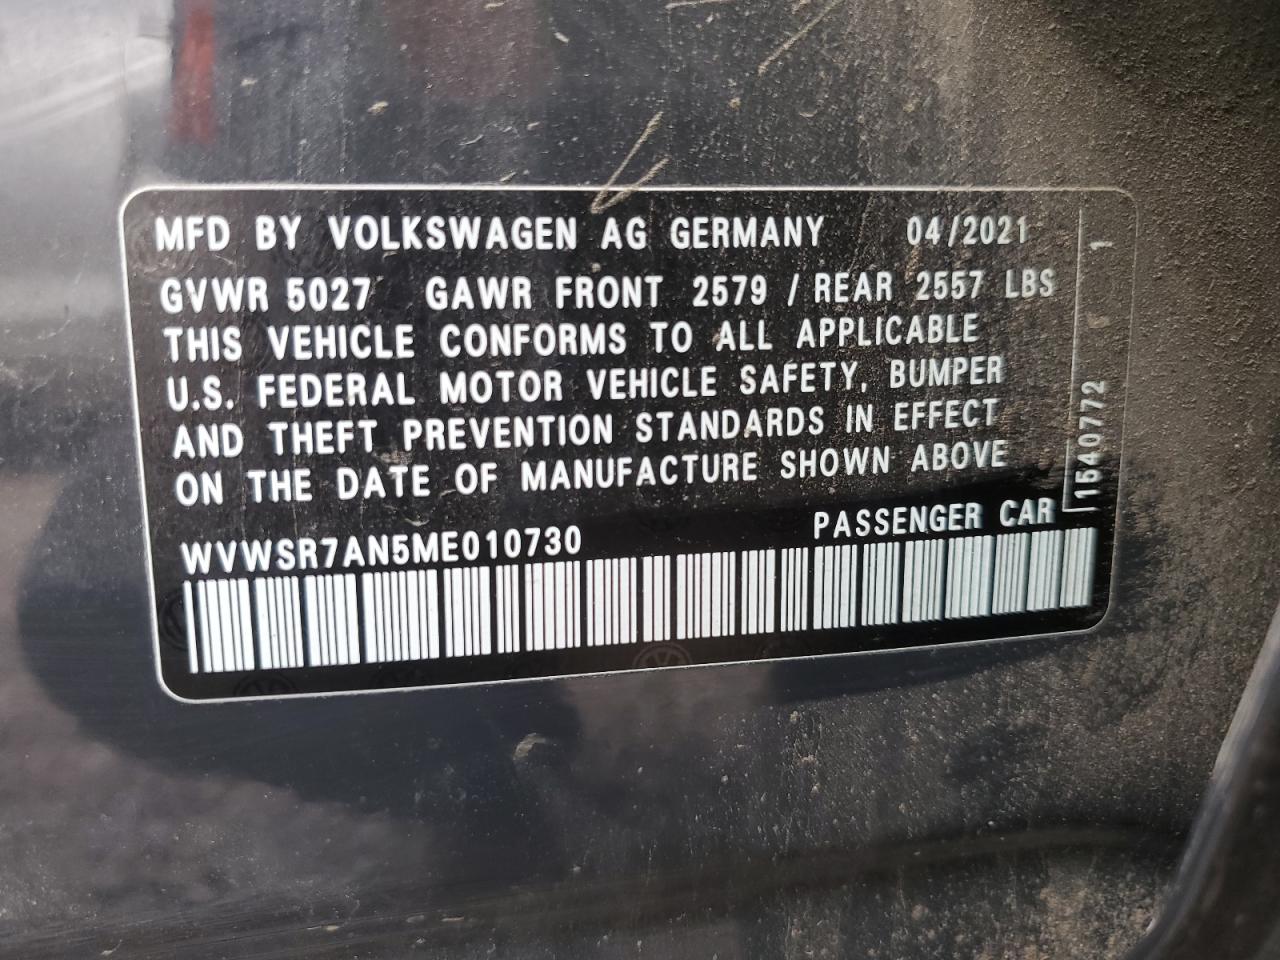 MFD BY VOLKSWAGEN AG GERMANY 04/2021
GVWR 5027 GAWR FRONT 2579 / REAR 2557 LBS
THIS VEHICLE CONFORMS TO ALL APPLICABLE
U.S. FEDERAL MOTOR VEHICLE SAFETY, BUMPER
AND THEFT PREVENTION STANDARDS IN EFFECT
ON THE DATE OF MANUFACTURE SHOWN ABOVE
WVWSR7AN5ME010730 PASSENGER CAR
1640772 1